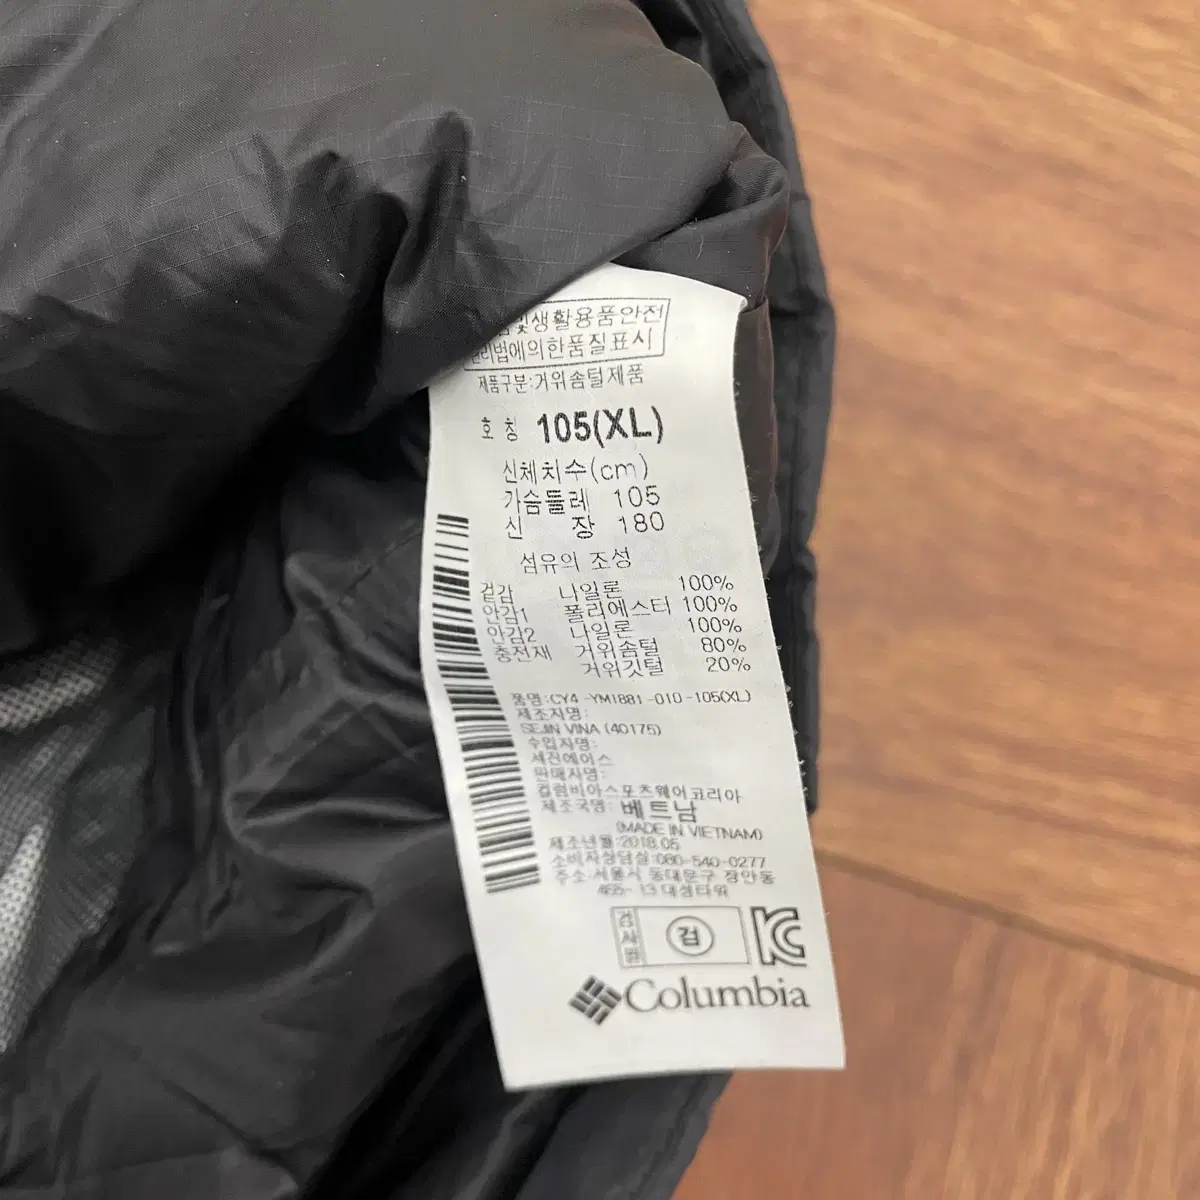 및생활용품안전
관리법에의한품질표시
제품구분:거위솜털제품
호 칭 105(XL)
신체치수(cm)
가슴둘레 105
신 장 180
섬유의 조성
겉감 나일론 100%
안감1 폴리에스터 100%
안감2 나일론 100%
충전재 거위솜털 80%
거위깃털 20%
품명:CY4-YM1881-010-105(XL)
제조자명:
SEJIN VINA (40175)
수입자명:
세진에이스
판매자명:
컬럼비아스포츠웨어코리아
제조국명: 베트남
(MADE IN VIETNAM)
제조년월:2018.05
소비자상담실:080-540-0277
주소:서울시 동대문구 장안동
465-13 대성타워
검사필 검
KC
Columbia